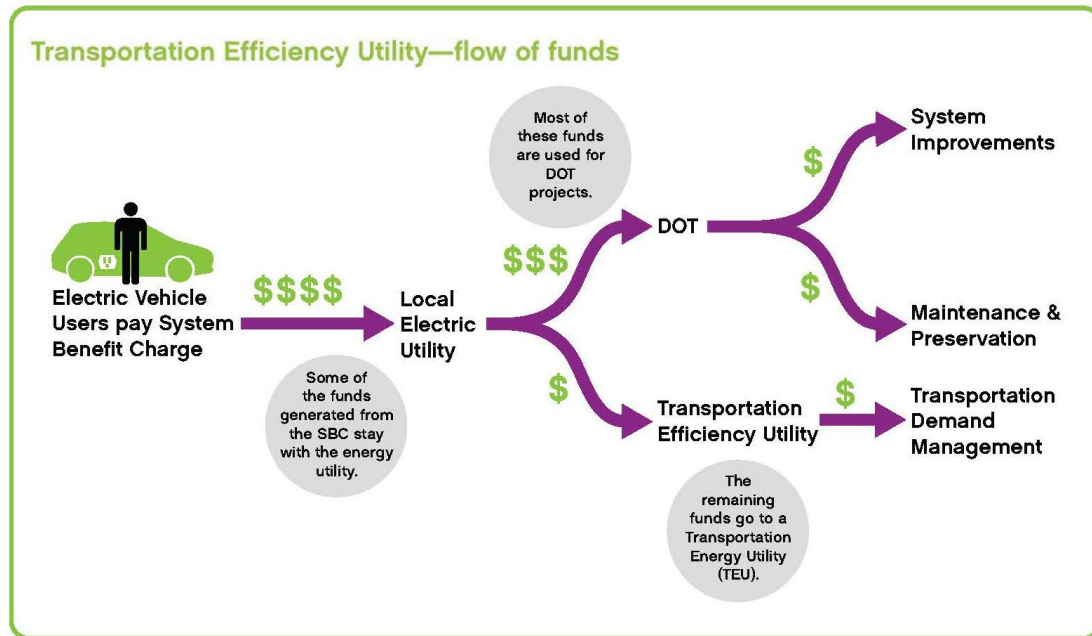 Transportation Efficiency Utility—flow of funds
Most of
these funds
are used for
DOT
projects.
System
Improvements
$
DOT
$$$
$
Electric Vehicle
Users pay System
Benefit Charge
$$$$
Local
Electric
Utility
Maintenance &
Preservation
Some of
the funds
generated from
the SBC stay
with the energy
utility.
$
Transportation
Efficiency Utility
$
Transportation
Demand
Management
The
remaining
funds go to a
Transportation
Energy Utility
(TEU).